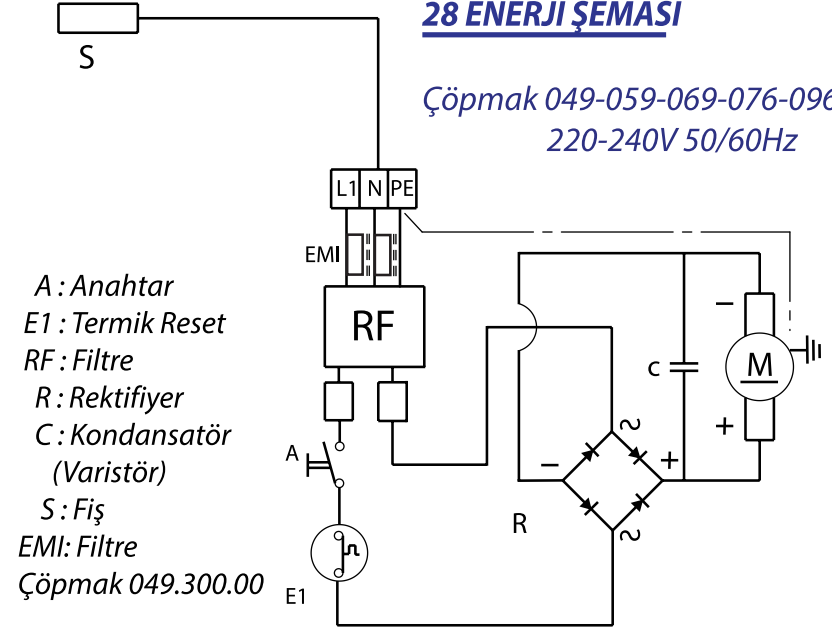 28 ENERJI ŞEMASI
S
Çöpmak 049-059-069-076-096
220-240V 50/60Hz
L1 N PE
EMI
RF
A : Anahtar
E1 : Termik Reset
RF : Filtre
R : Rektifiyer
C : Kondansatör
(Varistör)
S : Fiş
EMI: Filtre
Çöpmak 049.300.00
A
E1
R
C
M
− +
− +
~
~